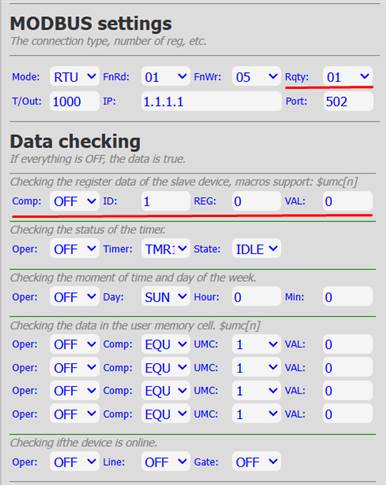 MODBUS settings
The connection type, number of reg, etc.
Mode: RTU FnRd: 01 FnWr: 05 Rqty: 01
T/Out: 1000 IP: 1.1.1.1 Port: 502
Data checking
If everything is OFF, the data is true.
Checking the register data of the slave device, macros support: $umc[n]
Comp: OFF ID: 1 REG: 0 VAL: 0
Checking the status of the timer.
Oper: OFF Timer: TMR1 State: IDLE
Checking the moment of time and day of the week.
Oper: OFF Day: SUN Hour: 0 Min: 0
Checking the data in the user memory cell. $umc[n]
Oper: OFF Comp: EQU UMC: 1 VAL: 0
Oper: OFF Comp: EQU UMC: 1 VAL: 0
Oper: OFF Comp: EQU UMC: 1 VAL: 0
Oper: OFF Comp: EQU UMC: 1 VAL: 0
Checking ifthe device is online.
Oper: OFF Line: OFF Gate: OFF